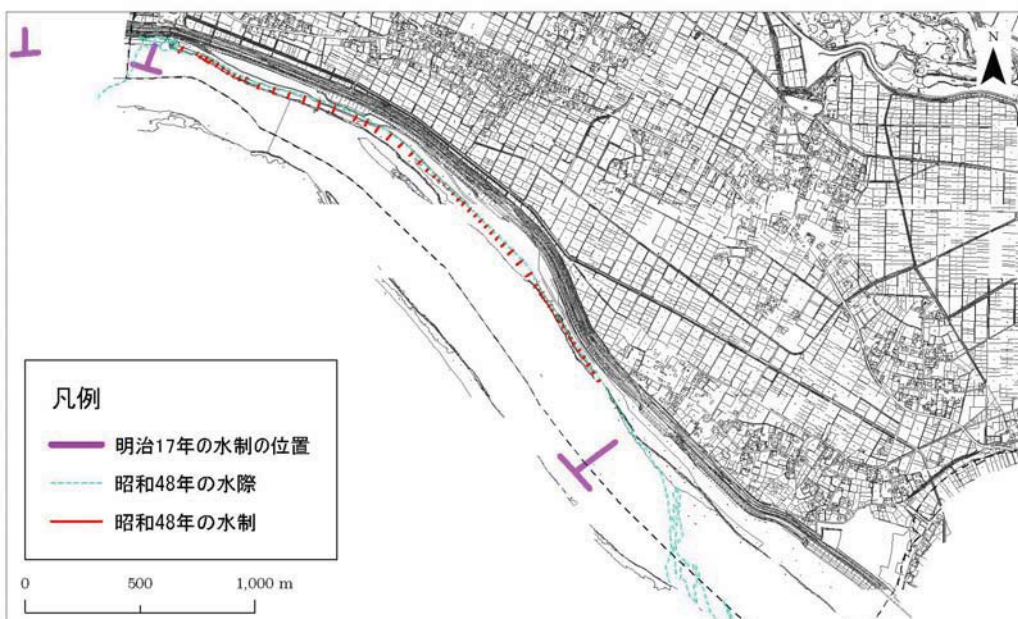 N
凡例
明治17年の水制の位置
昭和48年の水際
昭和48年の水制
0 500 1,000 m